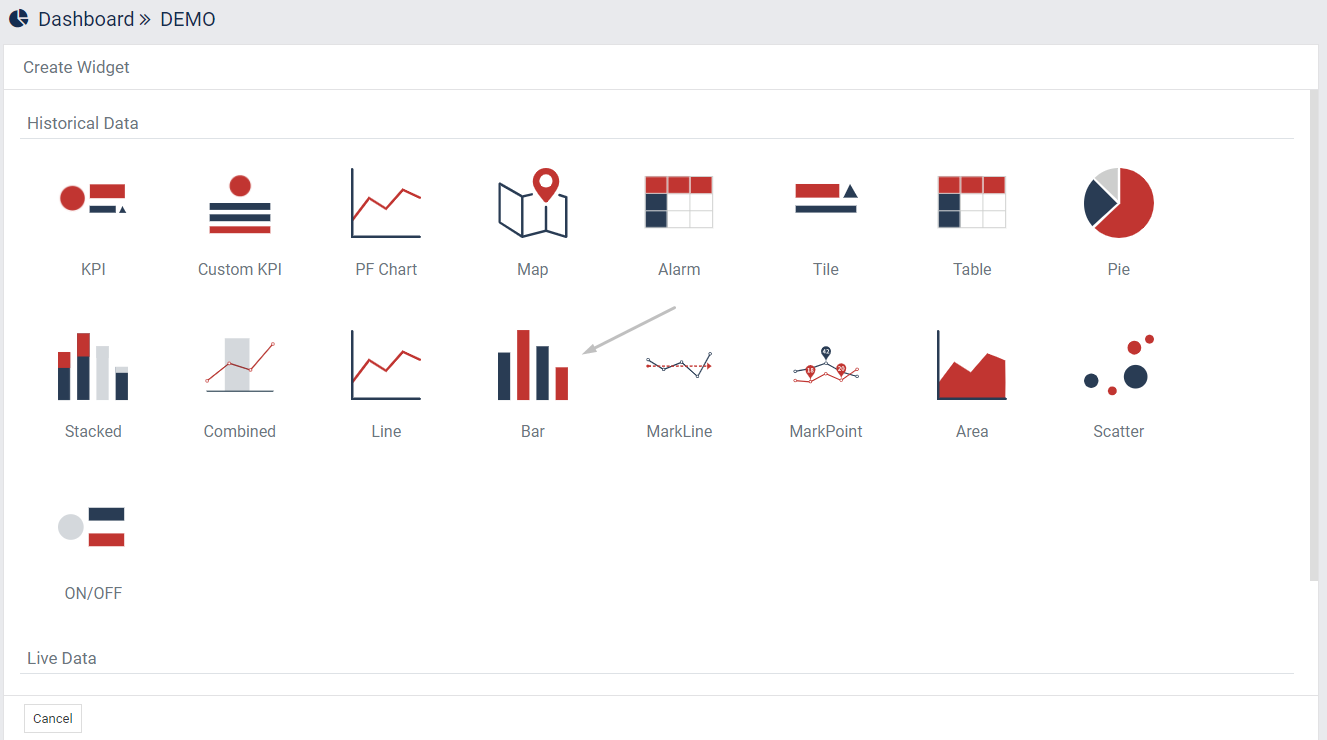 Dashboard » DEMO
Create Widget
Historical Data
KPI
Custom KPI
PF Chart
Map
Alarm
Tile
Table
Pie
Stacked
Combined
Line
Bar
MarkLine
MarkPoint
Area
Scatter
ON/OFF
Live Data
Cancel